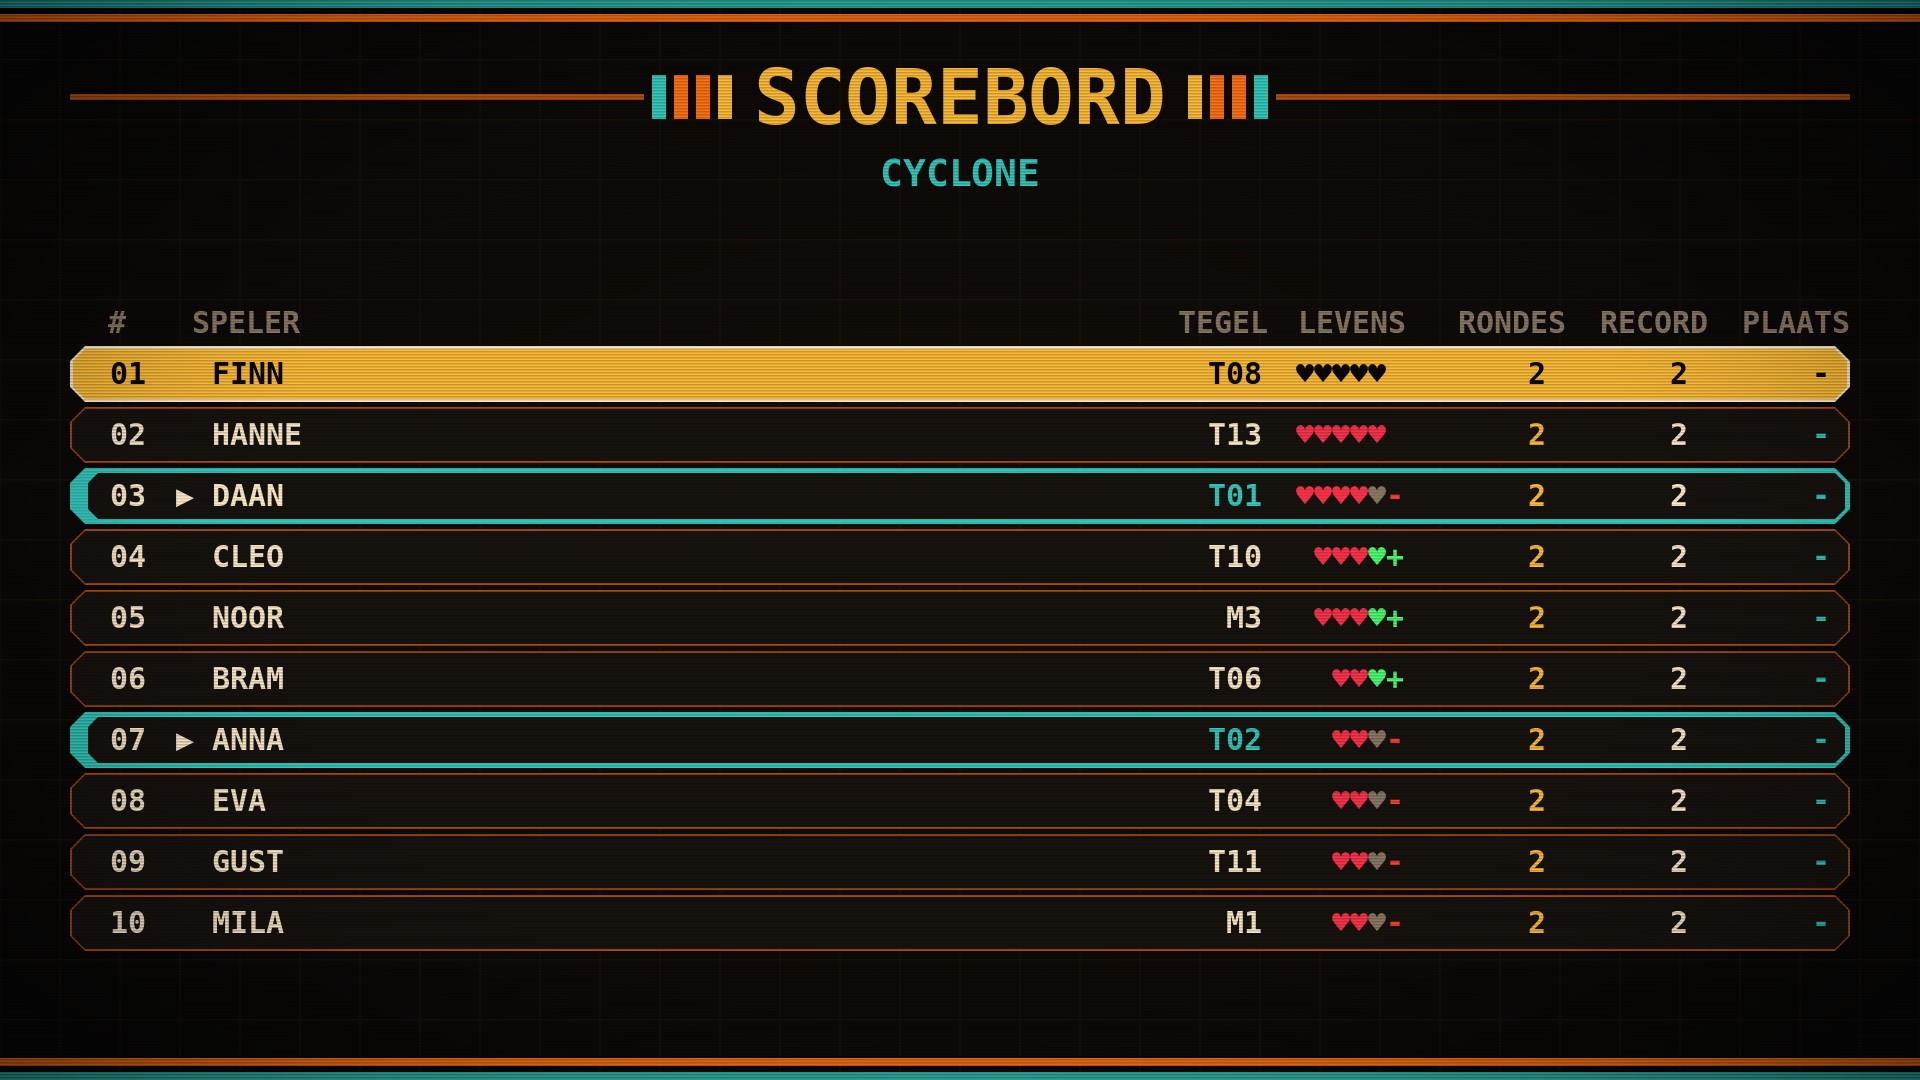 SCOREBORD
CYCLONE
# SPELER TEGEL LEVENS RONDES RECORD PLAATS
01 FINN T08 ♥♥♥♥♥ 2 2 -
02 HANNE T13 ♥♥♥♥♥ 2 2 -
03 ▶ DAAN T01 ♥♥♥♥♥- 2 2 -
04 CLEO T10 ♥♥♥♥+ 2 2 -
05 NOOR M3 ♥♥♥♥+ 2 2 -
06 BRAM T06 ♥♥♥+ 2 2 -
07 ▶ ANNA T02 ♥♥♥- 2 2 -
08 EVA T04 ♥♥♥- 2 2 -
09 GUST T11 ♥♥♥- 2 2 -
10 MILA M1 ♥♥♥- 2 2 -